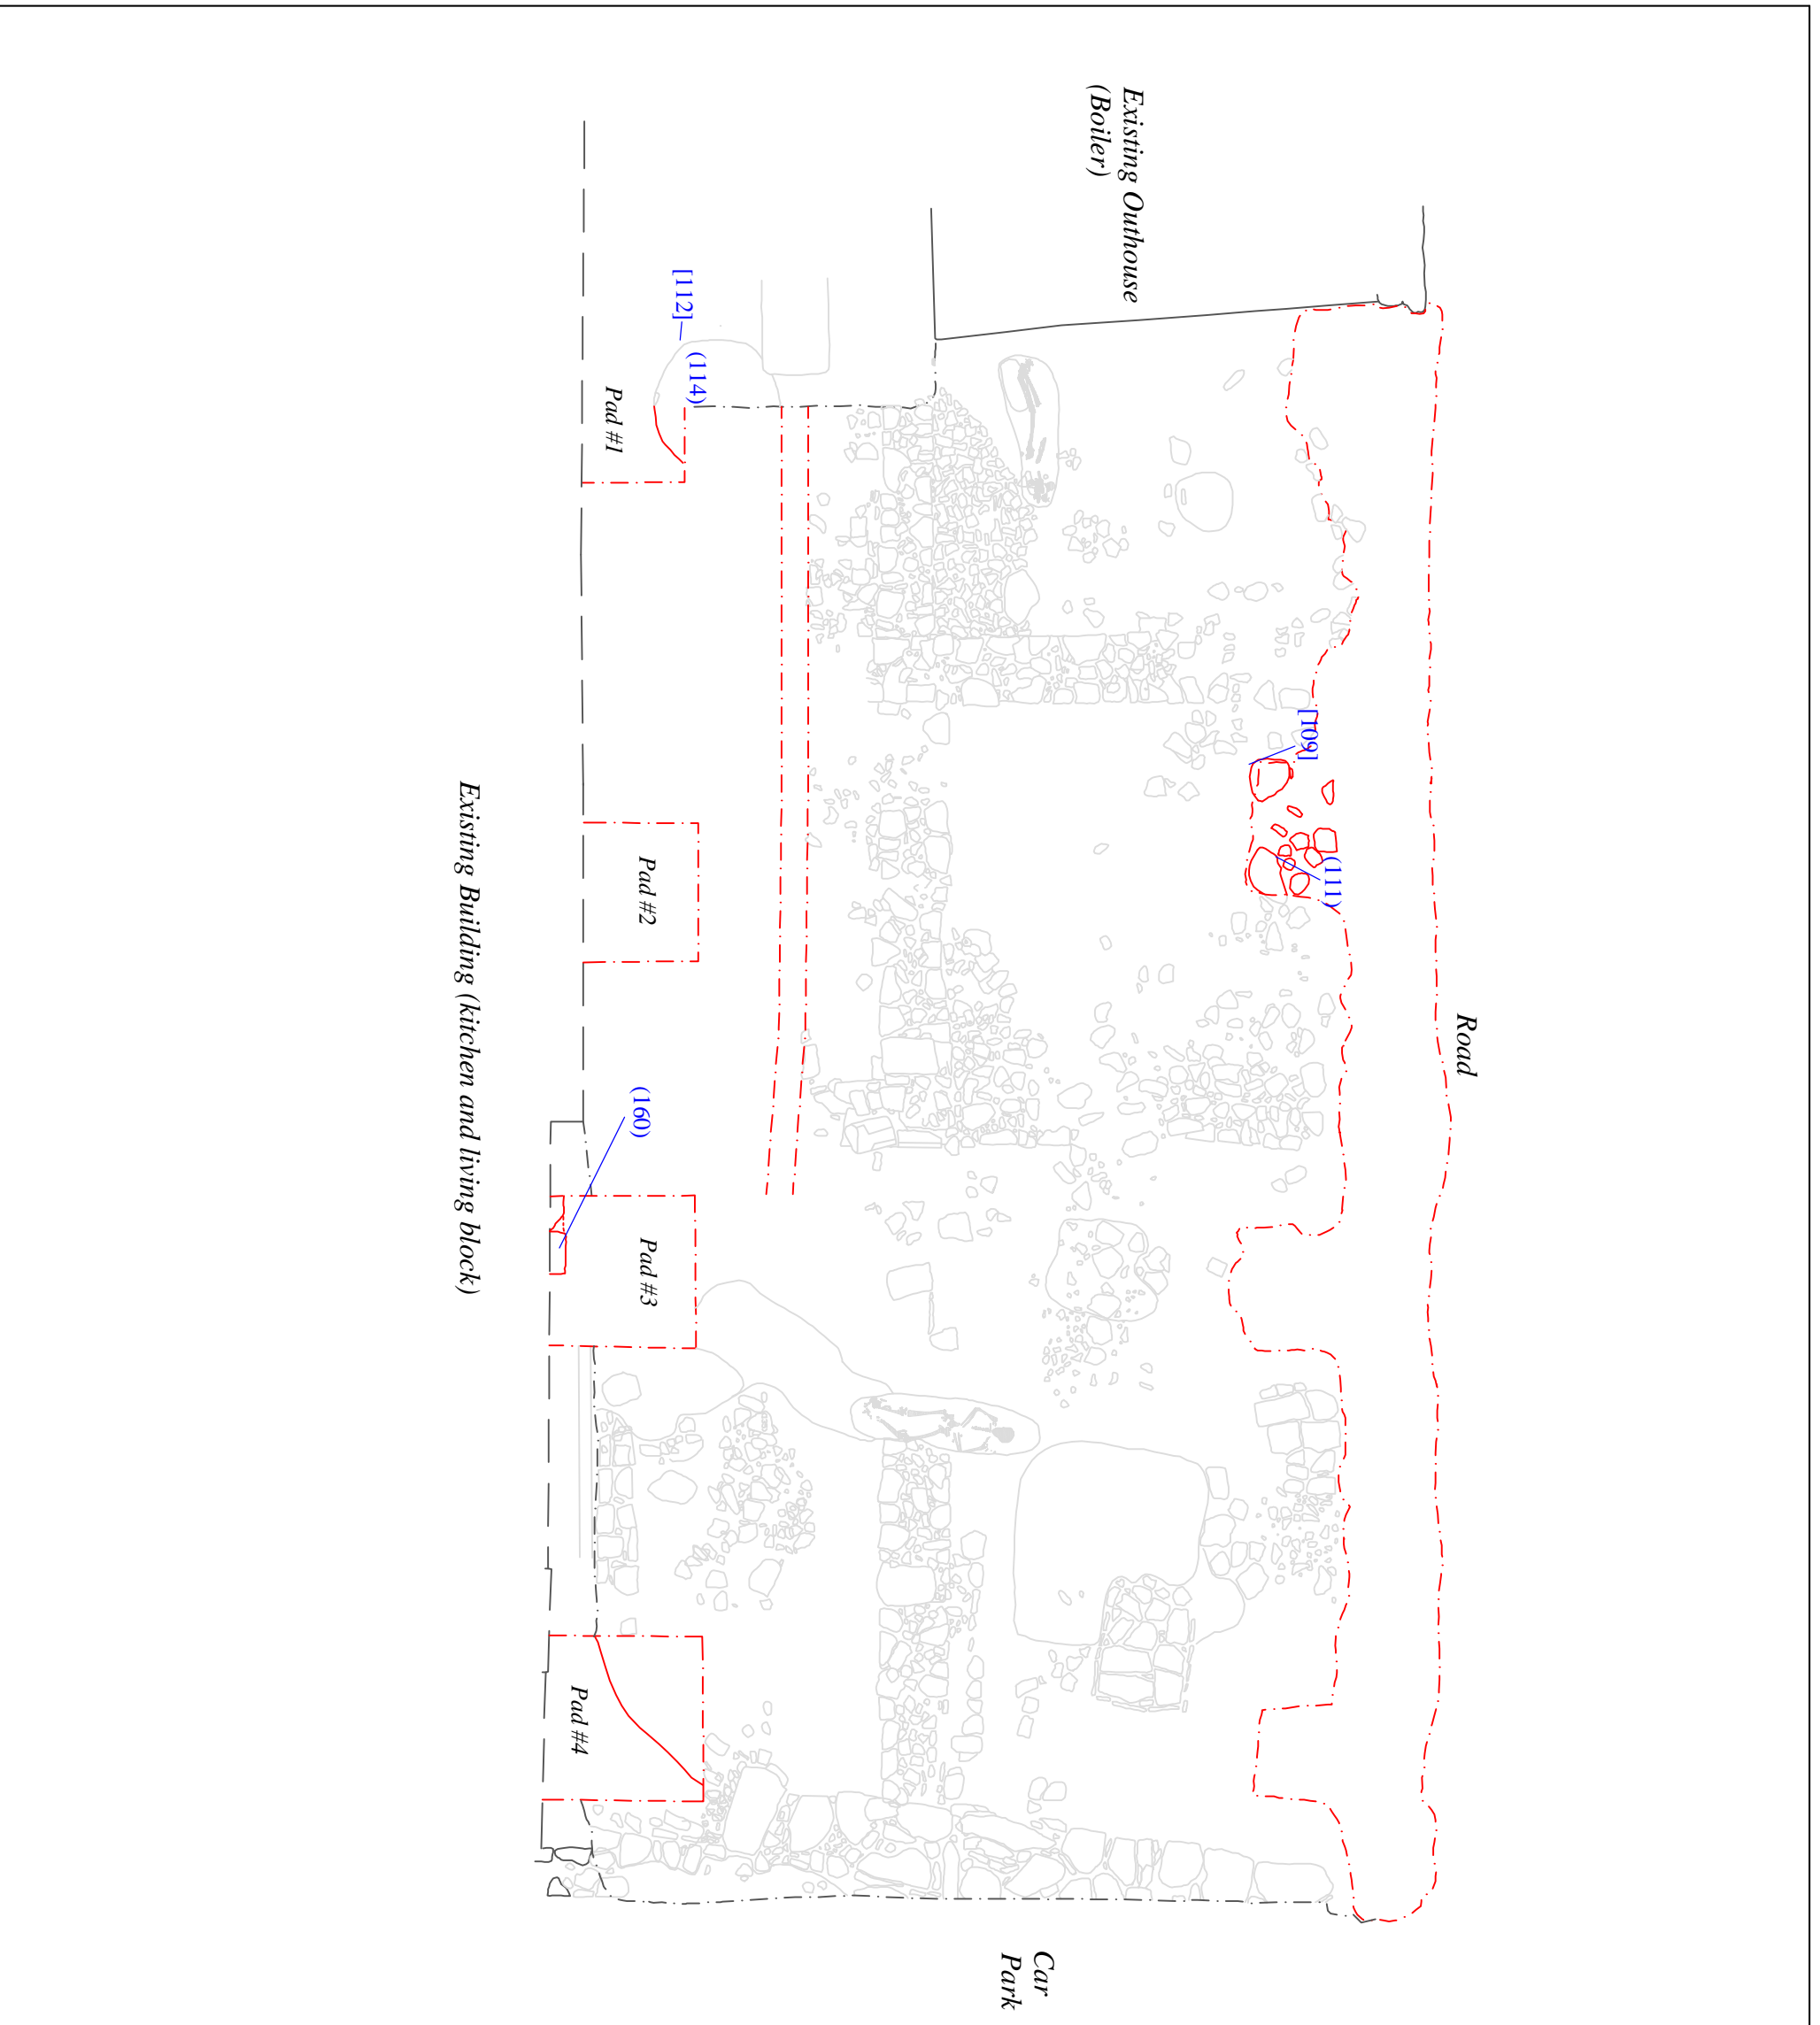 Road
Existing Outhouse
(Boiler)
[109]
(111)
Car
Park
[112]
(114)
Pad #1
Pad #2
(160)
Pad #3
Pad #4
Existing Building (kitchen and living block)